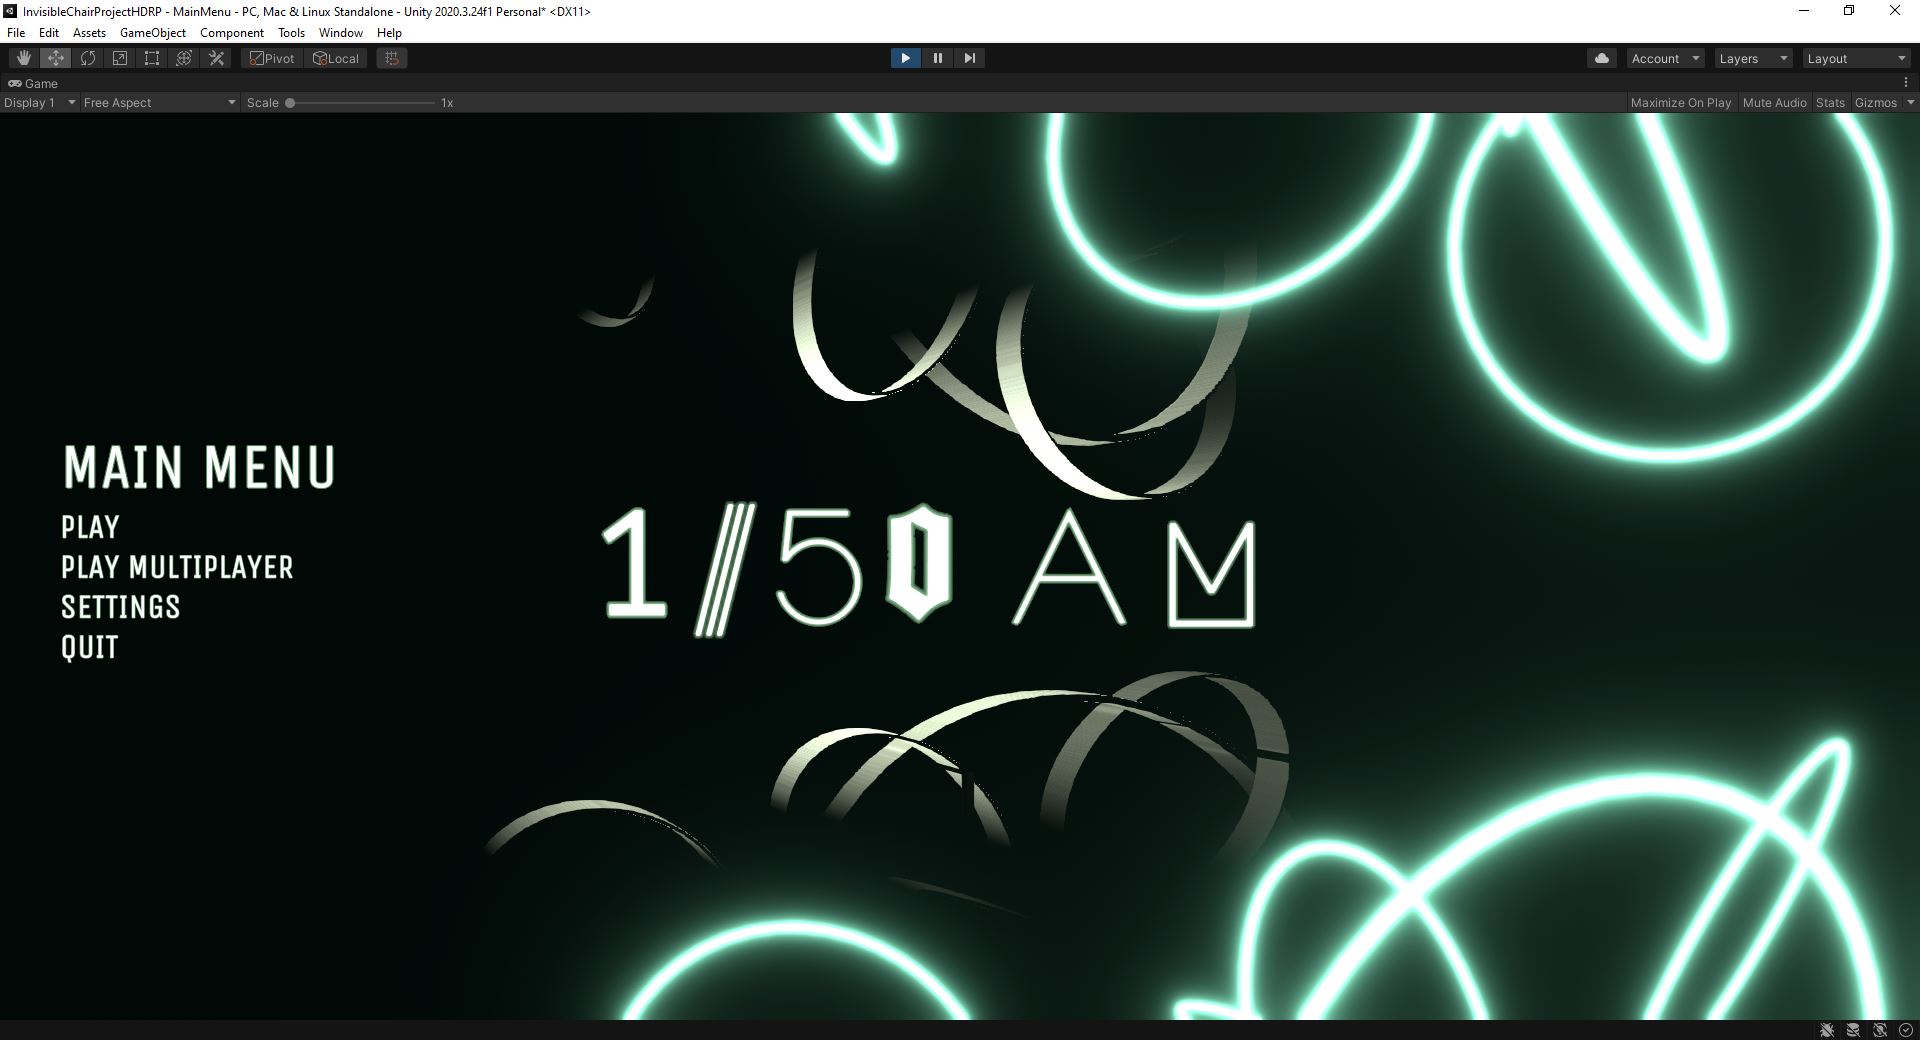 InvisibleChairProjectHDRP - MainMenu - PC, Mac & Linux Standalone - Unity 2020.3.24f1 Personal* <DX11>
File Edit Assets GameObject Component Tools Window Help
Pivot Local Account Layers Layout
Game
Display 1 Free Aspect Scale 1x Maximize On Play Mute Audio Stats Gizmos
MAIN MENU
PLAY
PLAY MULTIPLAYER
SETTINGS
QUIT
1//50 AM